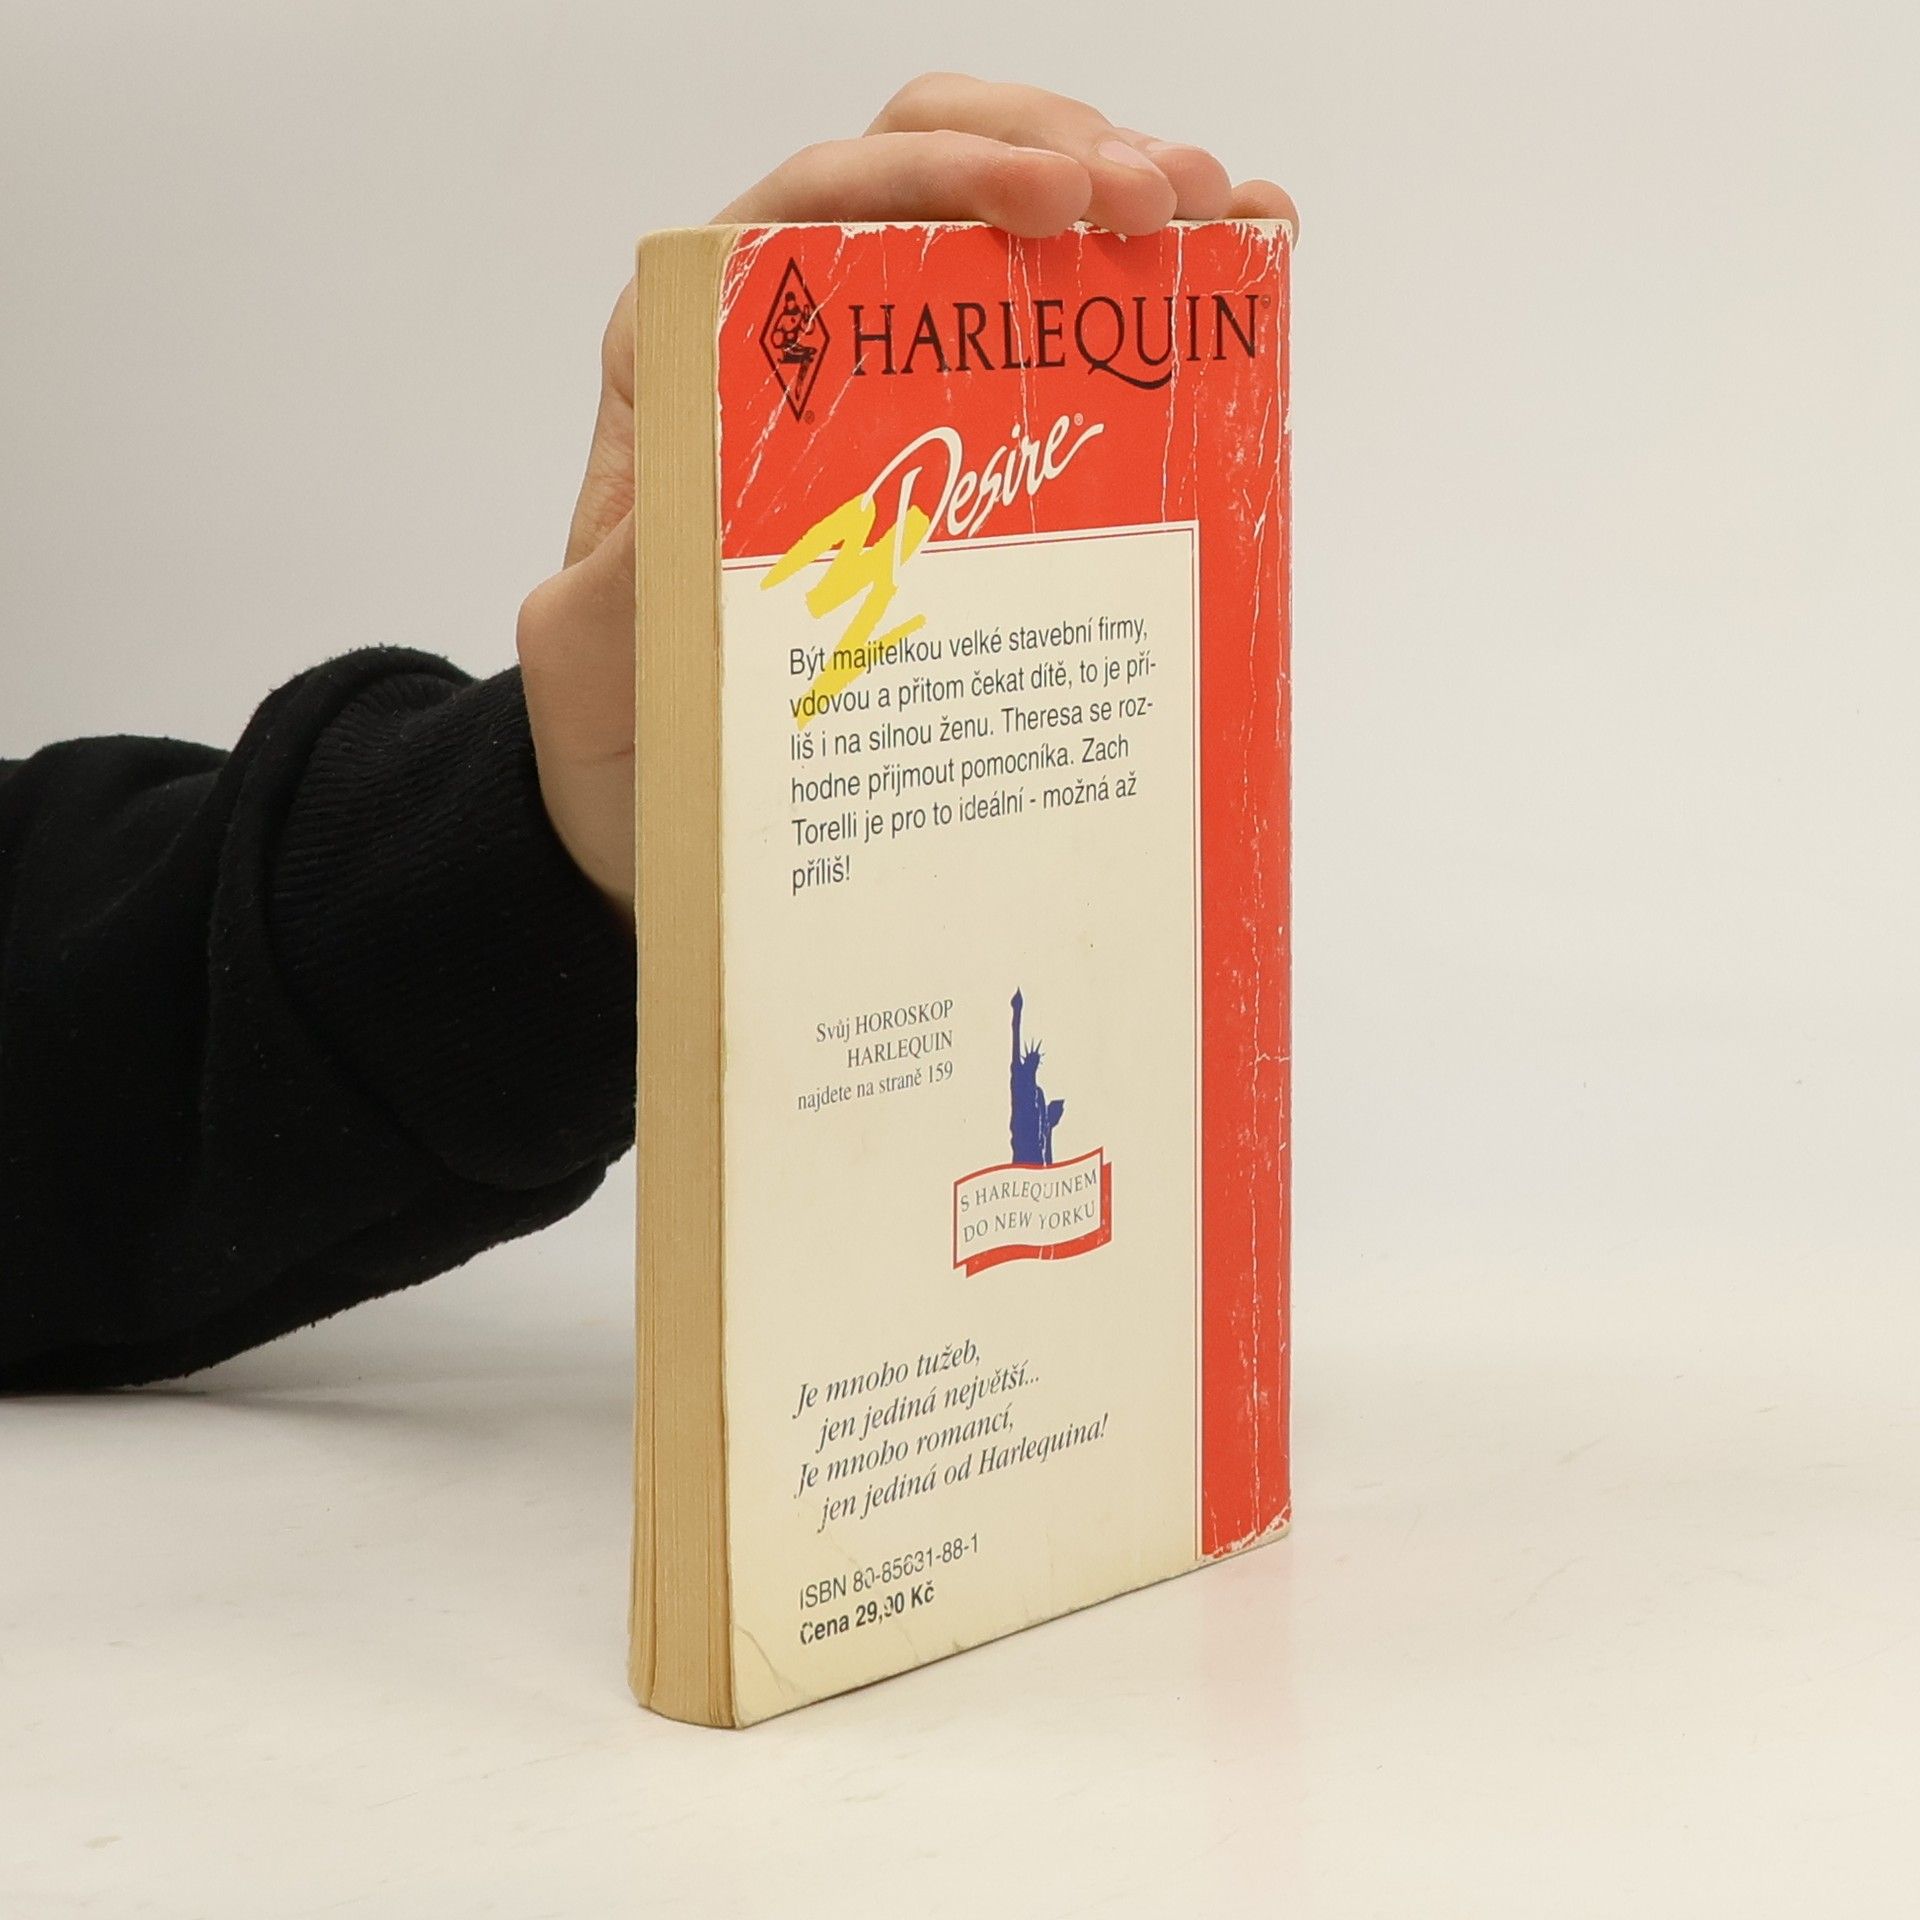 HARLEQUIN®
Desire®
Být majitelkou velké stavební firmy,
vdovou a přitom čekat dítě, to je pří-
liš i na silnou ženu. Theresa se roz-
hodne přijmout pomocníka. Zach
Torelli je pro to ideální - možná až
příliš!
Svůj HOROSKOP
HARLEQUIN
najdete na straně 159
S HARLEQUINEM
DO NEW YORKU
Je mnoho tužeb,
jen jediná největší...
Je mnoho romancí,
jen jediná od Harlequina!
ISBN 80-85631-88-1
Cena 29,90 Kč